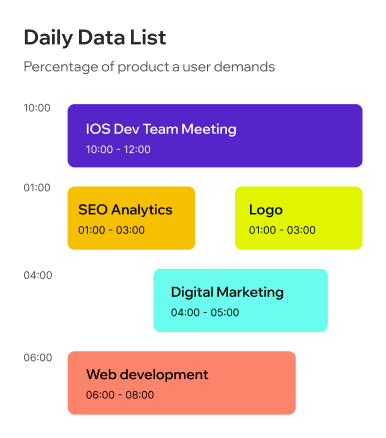 Daily Data List
Percentage of product a user demands
10:00
IOS Dev Team Meeting
10:00 - 12:00
01:00
SEO Analytics
01:00 - 03:00
Logo
01:00 - 03:00
04:00
Digital Marketing
04:00 - 05:00
06:00
Web development
06:00 - 08:00